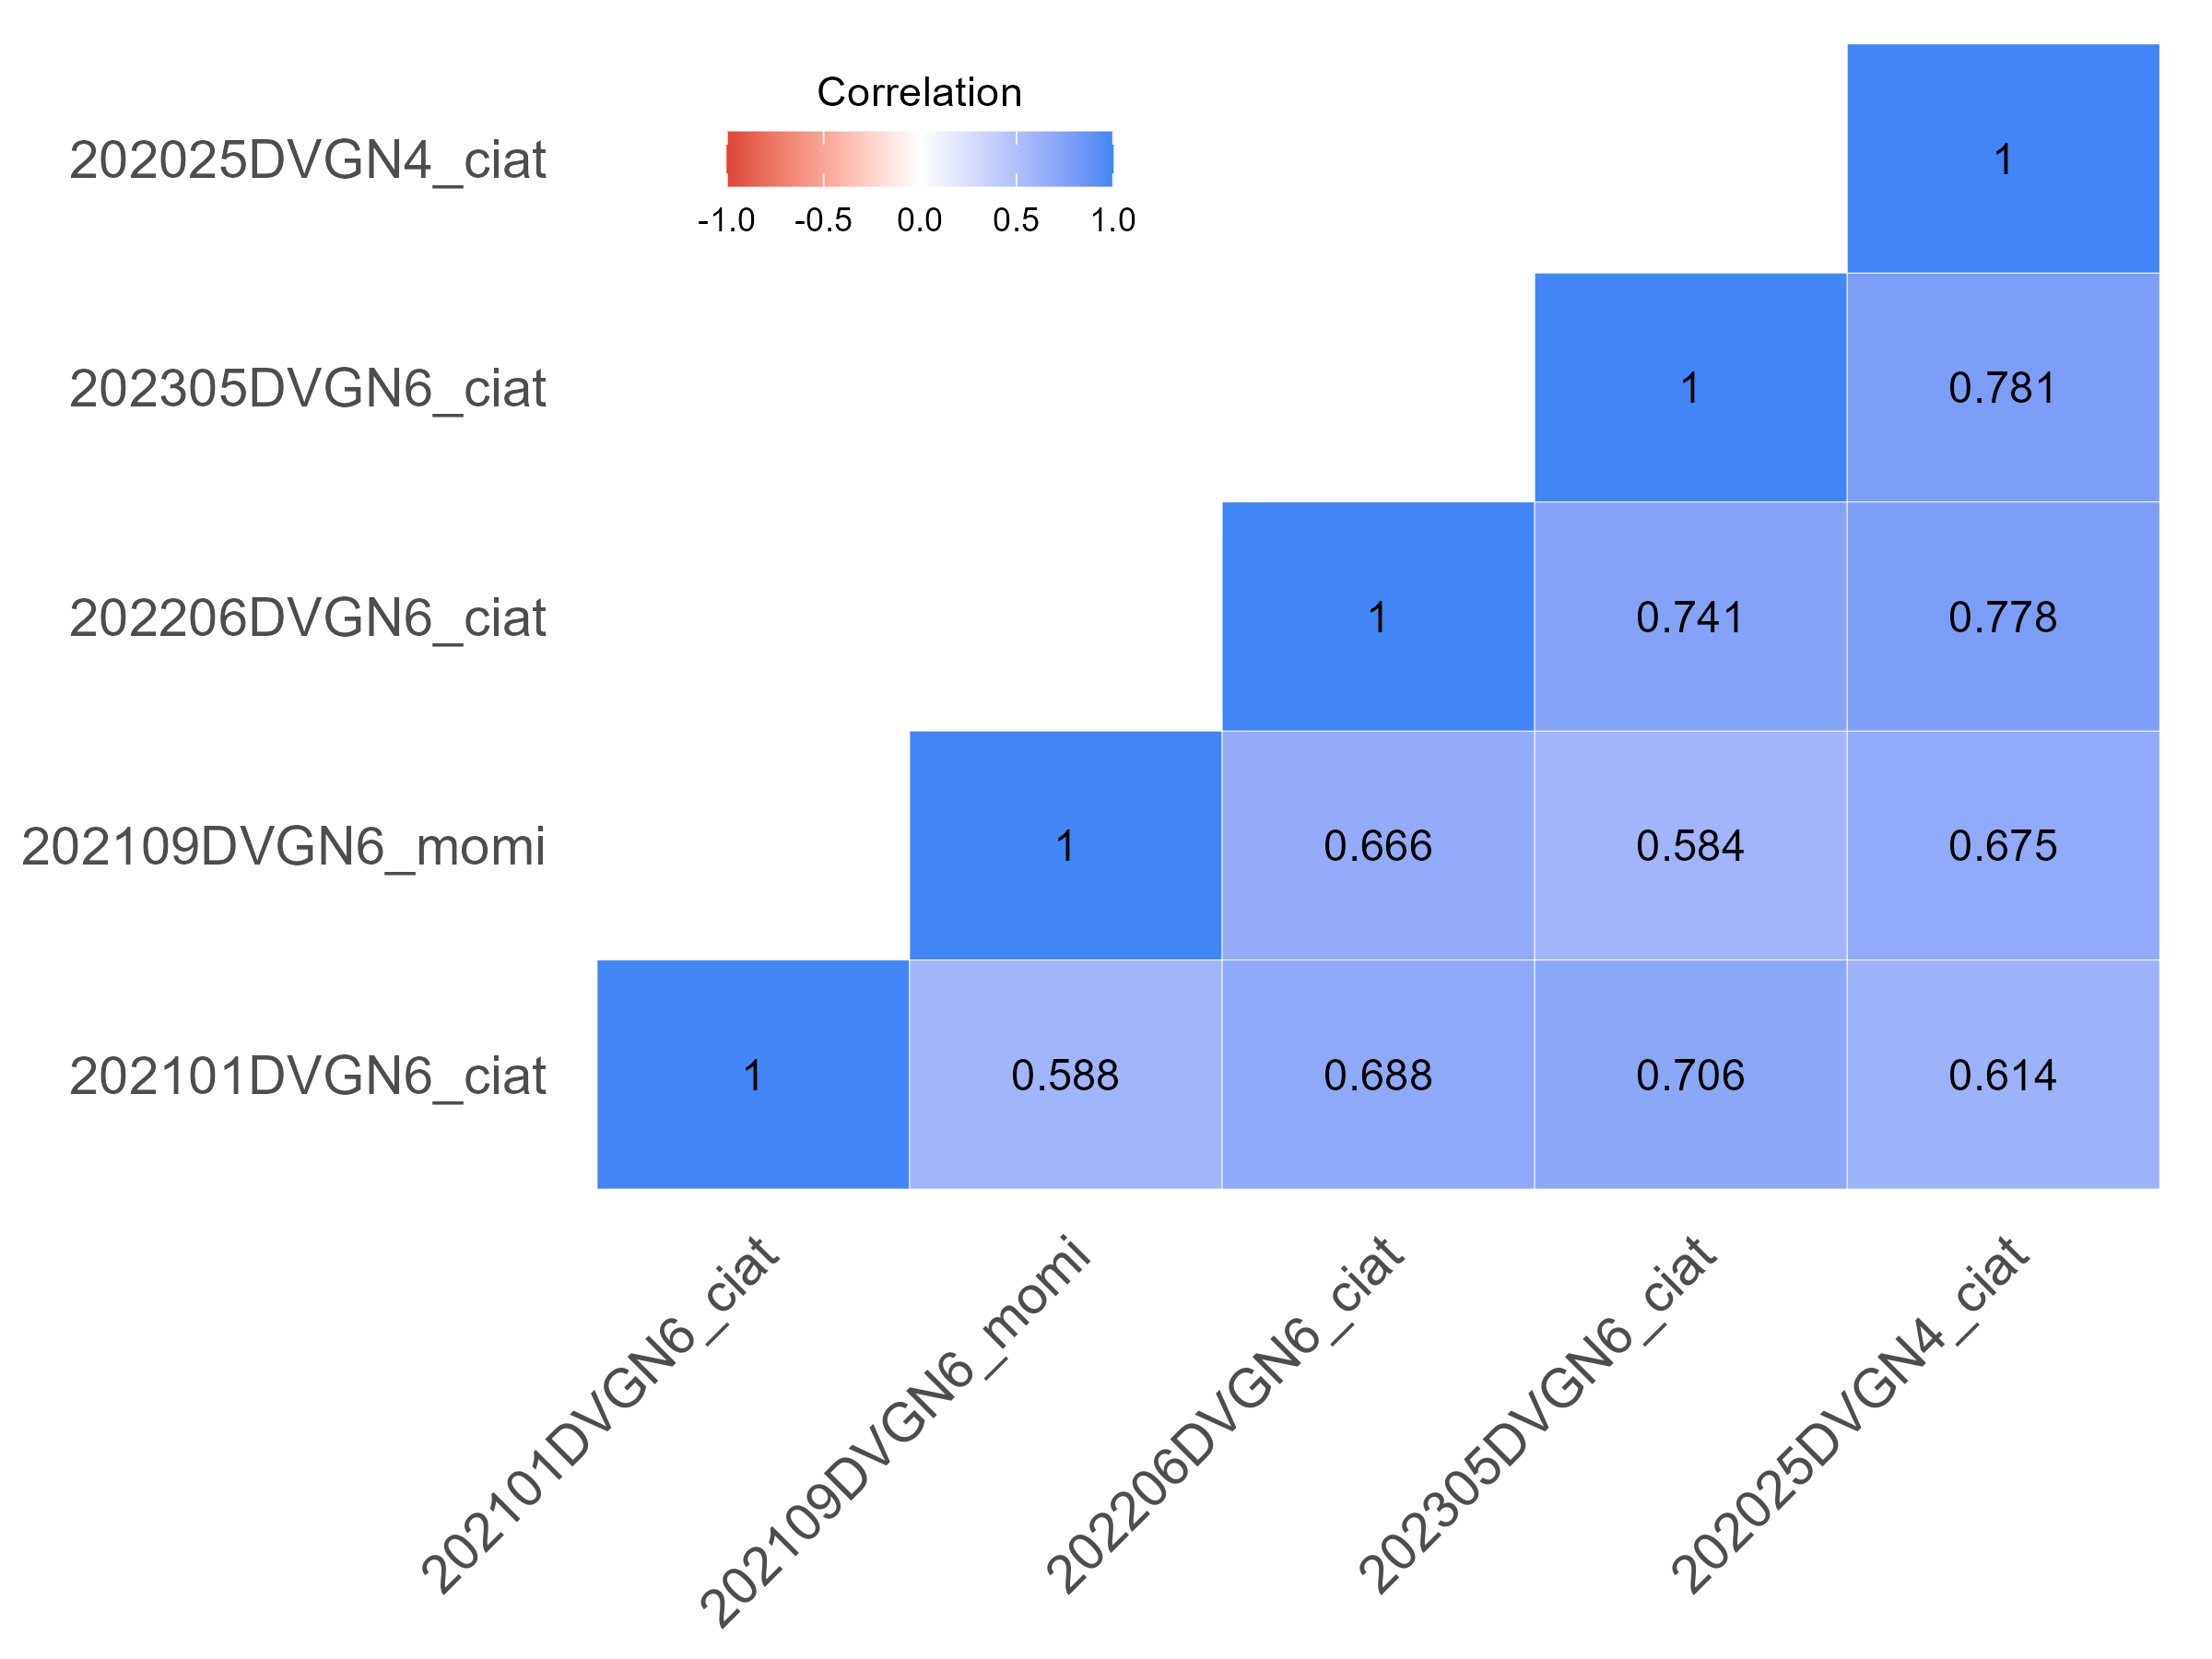 Correlation
-1.0 -0.5 0.0 0.5 1.0
202025DVGN4_ciat 1
202305DVGN6_ciat 1 0.781
202206DVGN6_ciat 1 0.741 0.778
202109DVGN6_momi 1 0.666 0.584 0.675
202101DVGN6_ciat 1 0.588 0.688 0.706 0.614
202101DVGN6_ciat
202109DVGN6_momi
202206DVGN6_ciat
202305DVGN6_ciat
202025DVGN4_ciat